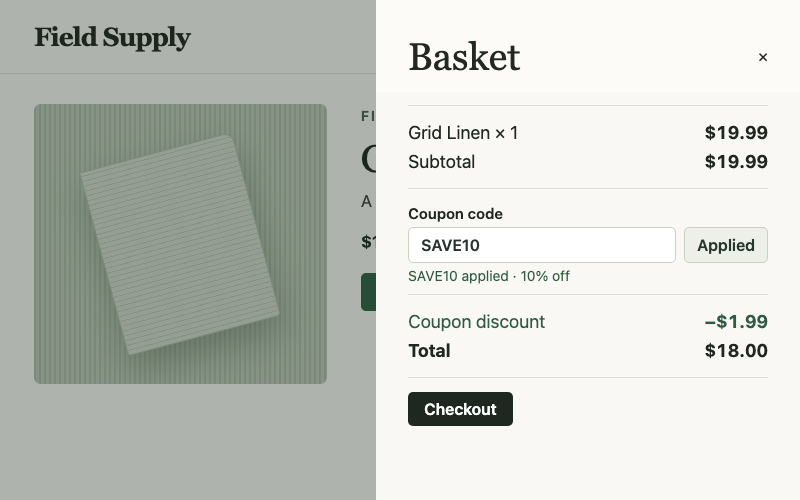 Field Supply
Basket
×
Grid Linen × 1 $19.99
Subtotal $19.99
Coupon code
SAVE10 Applied
SAVE10 applied · 10% off
Coupon discount –$1.99
Total $18.00
Checkout